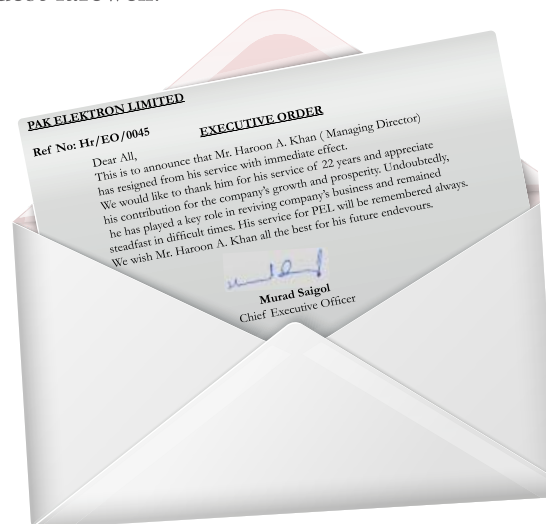 PAK ELEKTRON LIMITED
Ref No: Hr/EO/0045
EXECUTIVE ORDER
Dear All,
This is to announce that Mr. Haroon A. Khan ( Managing Director)
has resigned from his service with immediate effect.
We would like to thank him for his service of 22 years and appreciate
his contribution for the company's growth and prosperity. Undoubtedly,
he has played a key role in reviving company's business and remained
steadfast in difficult times. His service for PEL will be remembered always.
We wish Mr. Haroon A. Khan all the best for his future endevours.
Murad Saigol
Chief Executive Officer